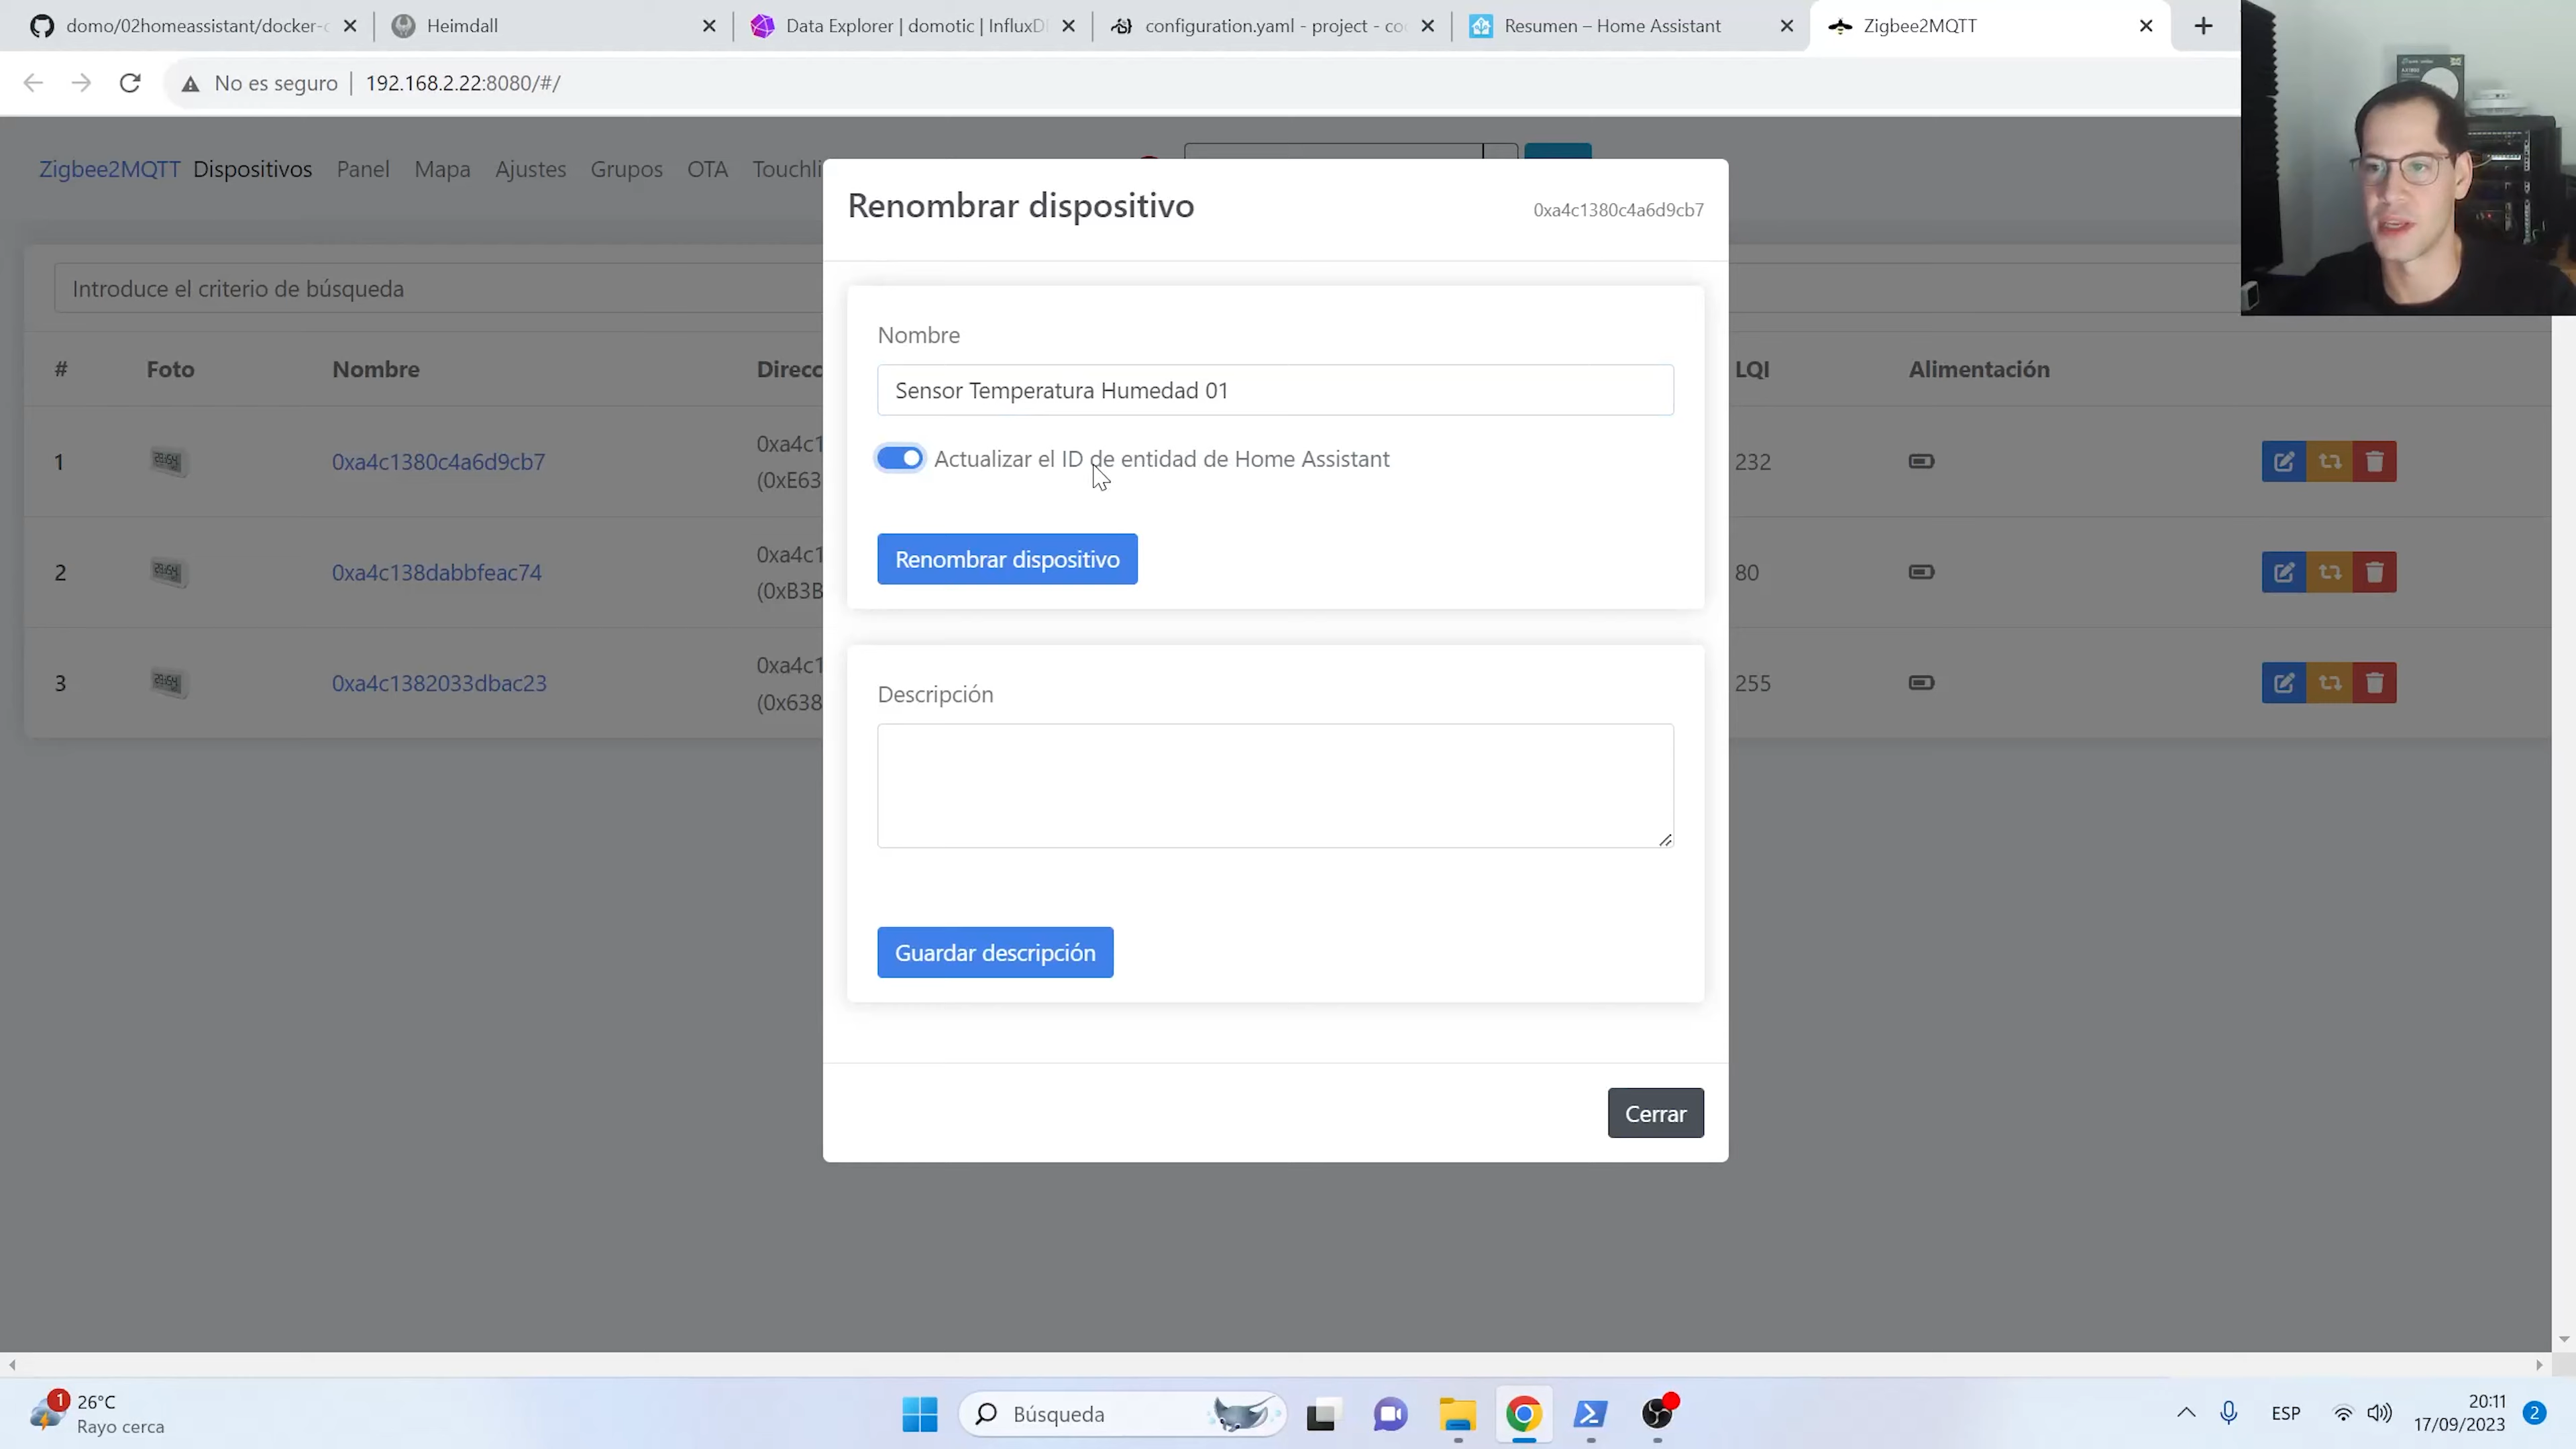 domo/02homeassistant/docker-c
Heimdall
Data Explorer | domotic | InfluxD
configuration.yaml - project - co
Resumen – Home Assistant
Zigbee2MQTT
No es seguro
192.168.2.22:8080/#/
Zigbee2MQTT Dispositivos Panel Mapa Ajustes Grupos OTA Touchli
Renombrar dispositivo
0xa4c1380c4a6d9cb7
Introduce el criterio de búsqueda
Nombre
Sensor Temperatura Humedad 01
Actualizar el ID de entidad de Home Assistant
Renombrar dispositivo
# Foto Nombre Direcc LQI Alimentación
1 0xa4c1380c4a6d9cb7 0xa4c1 232
(0xE63
2 0xa4c138dabbfeac74 0xa4c1 80
(0xB3B
3 0xa4c1382033dbac23 0xa4c1 255
(0x638
Descripción
Guardar descripción
Cerrar
1
26°C
Rayo cerca
Búsqueda
ESP
20:11
17/09/2023
2